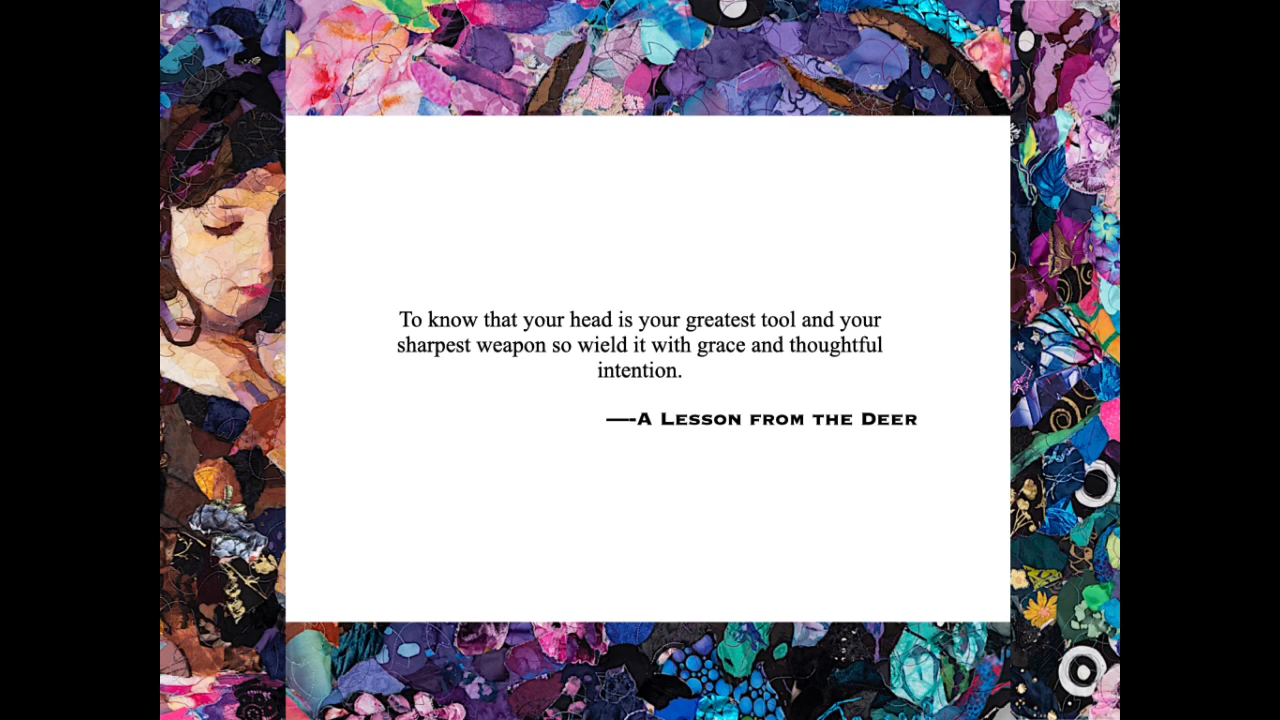 To know that your head is your greatest tool and your
sharpest weapon so wield it with grace and thoughtful
intention.
—-A Lesson from the Deer